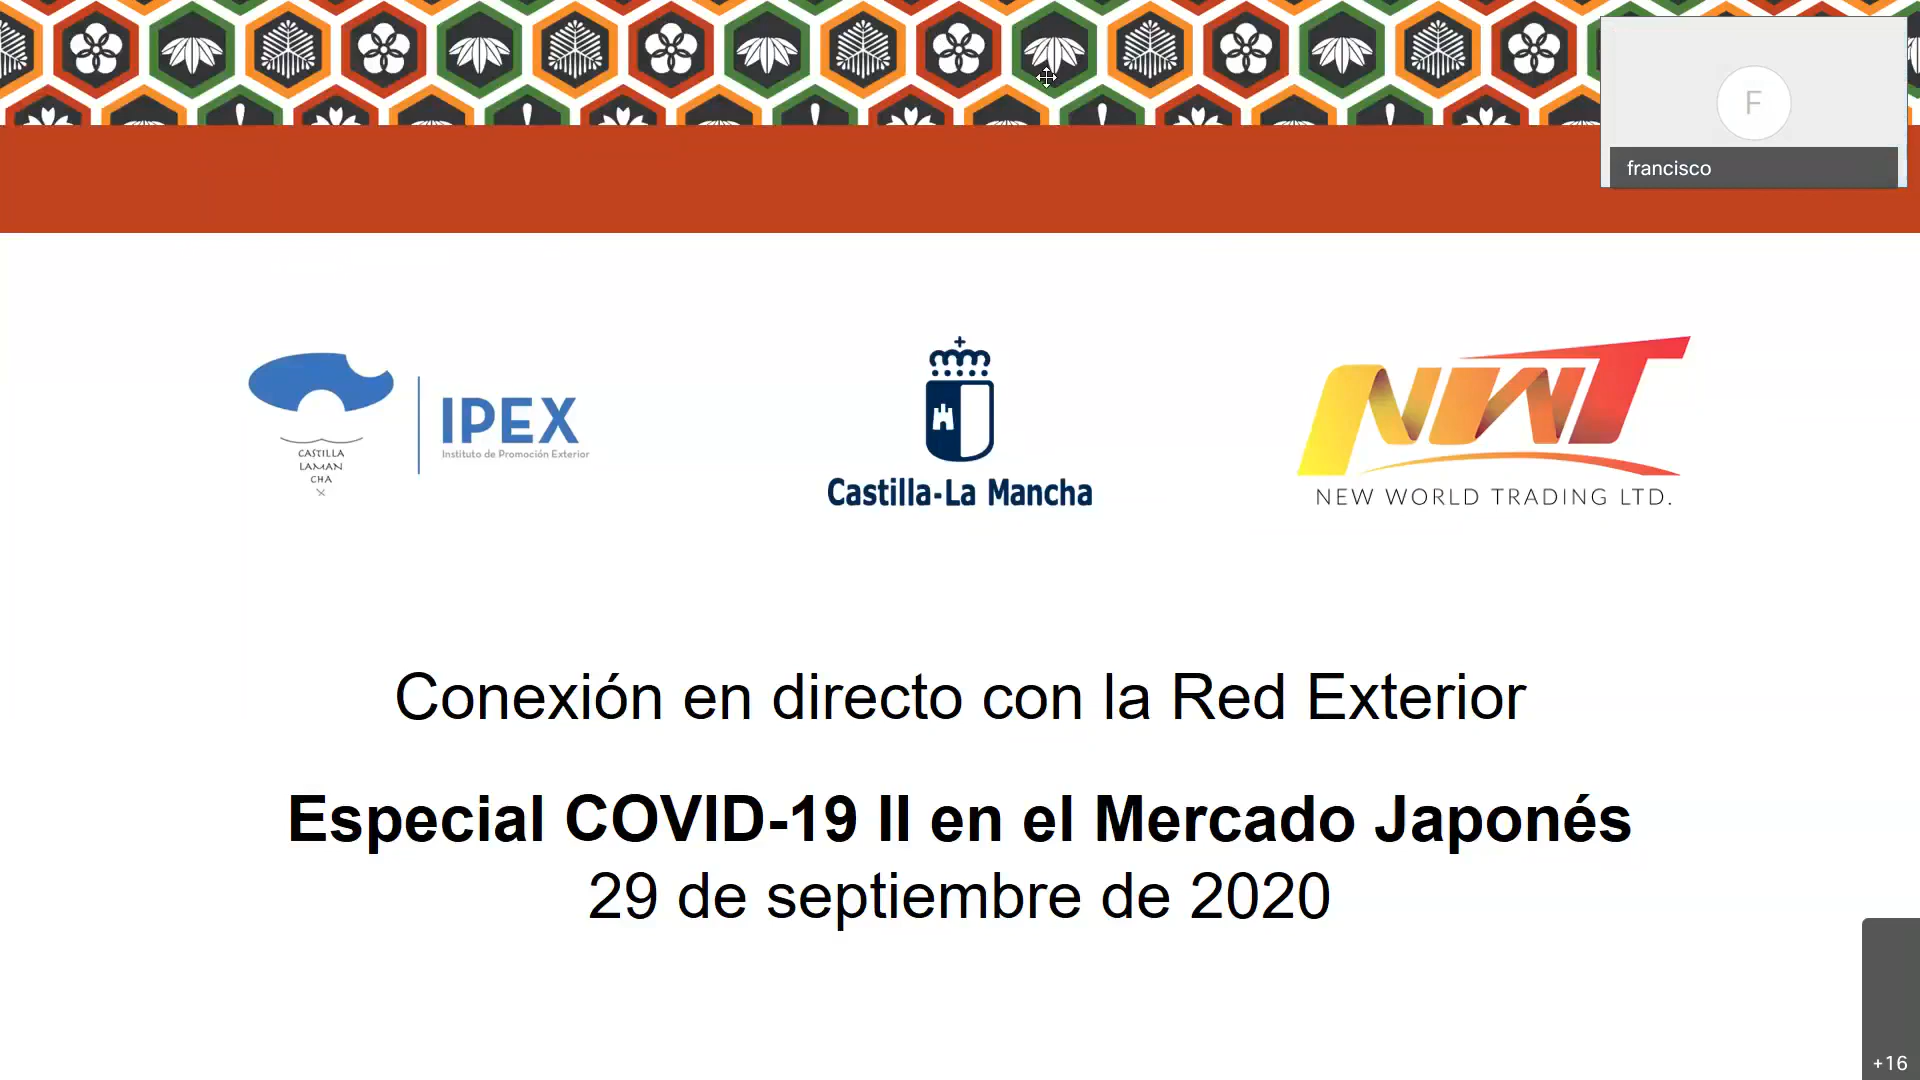 F
francisco
CASTILLA
LAMAN
CHA
IPEX
Instituto de Promoción Exterior
Castilla-La Mancha
NWT
NEW WORLD TRADING LTD.
Conexión en directo con la Red Exterior
Especial COVID-19 II en el Mercado Japonés
29 de septiembre de 2020
+16